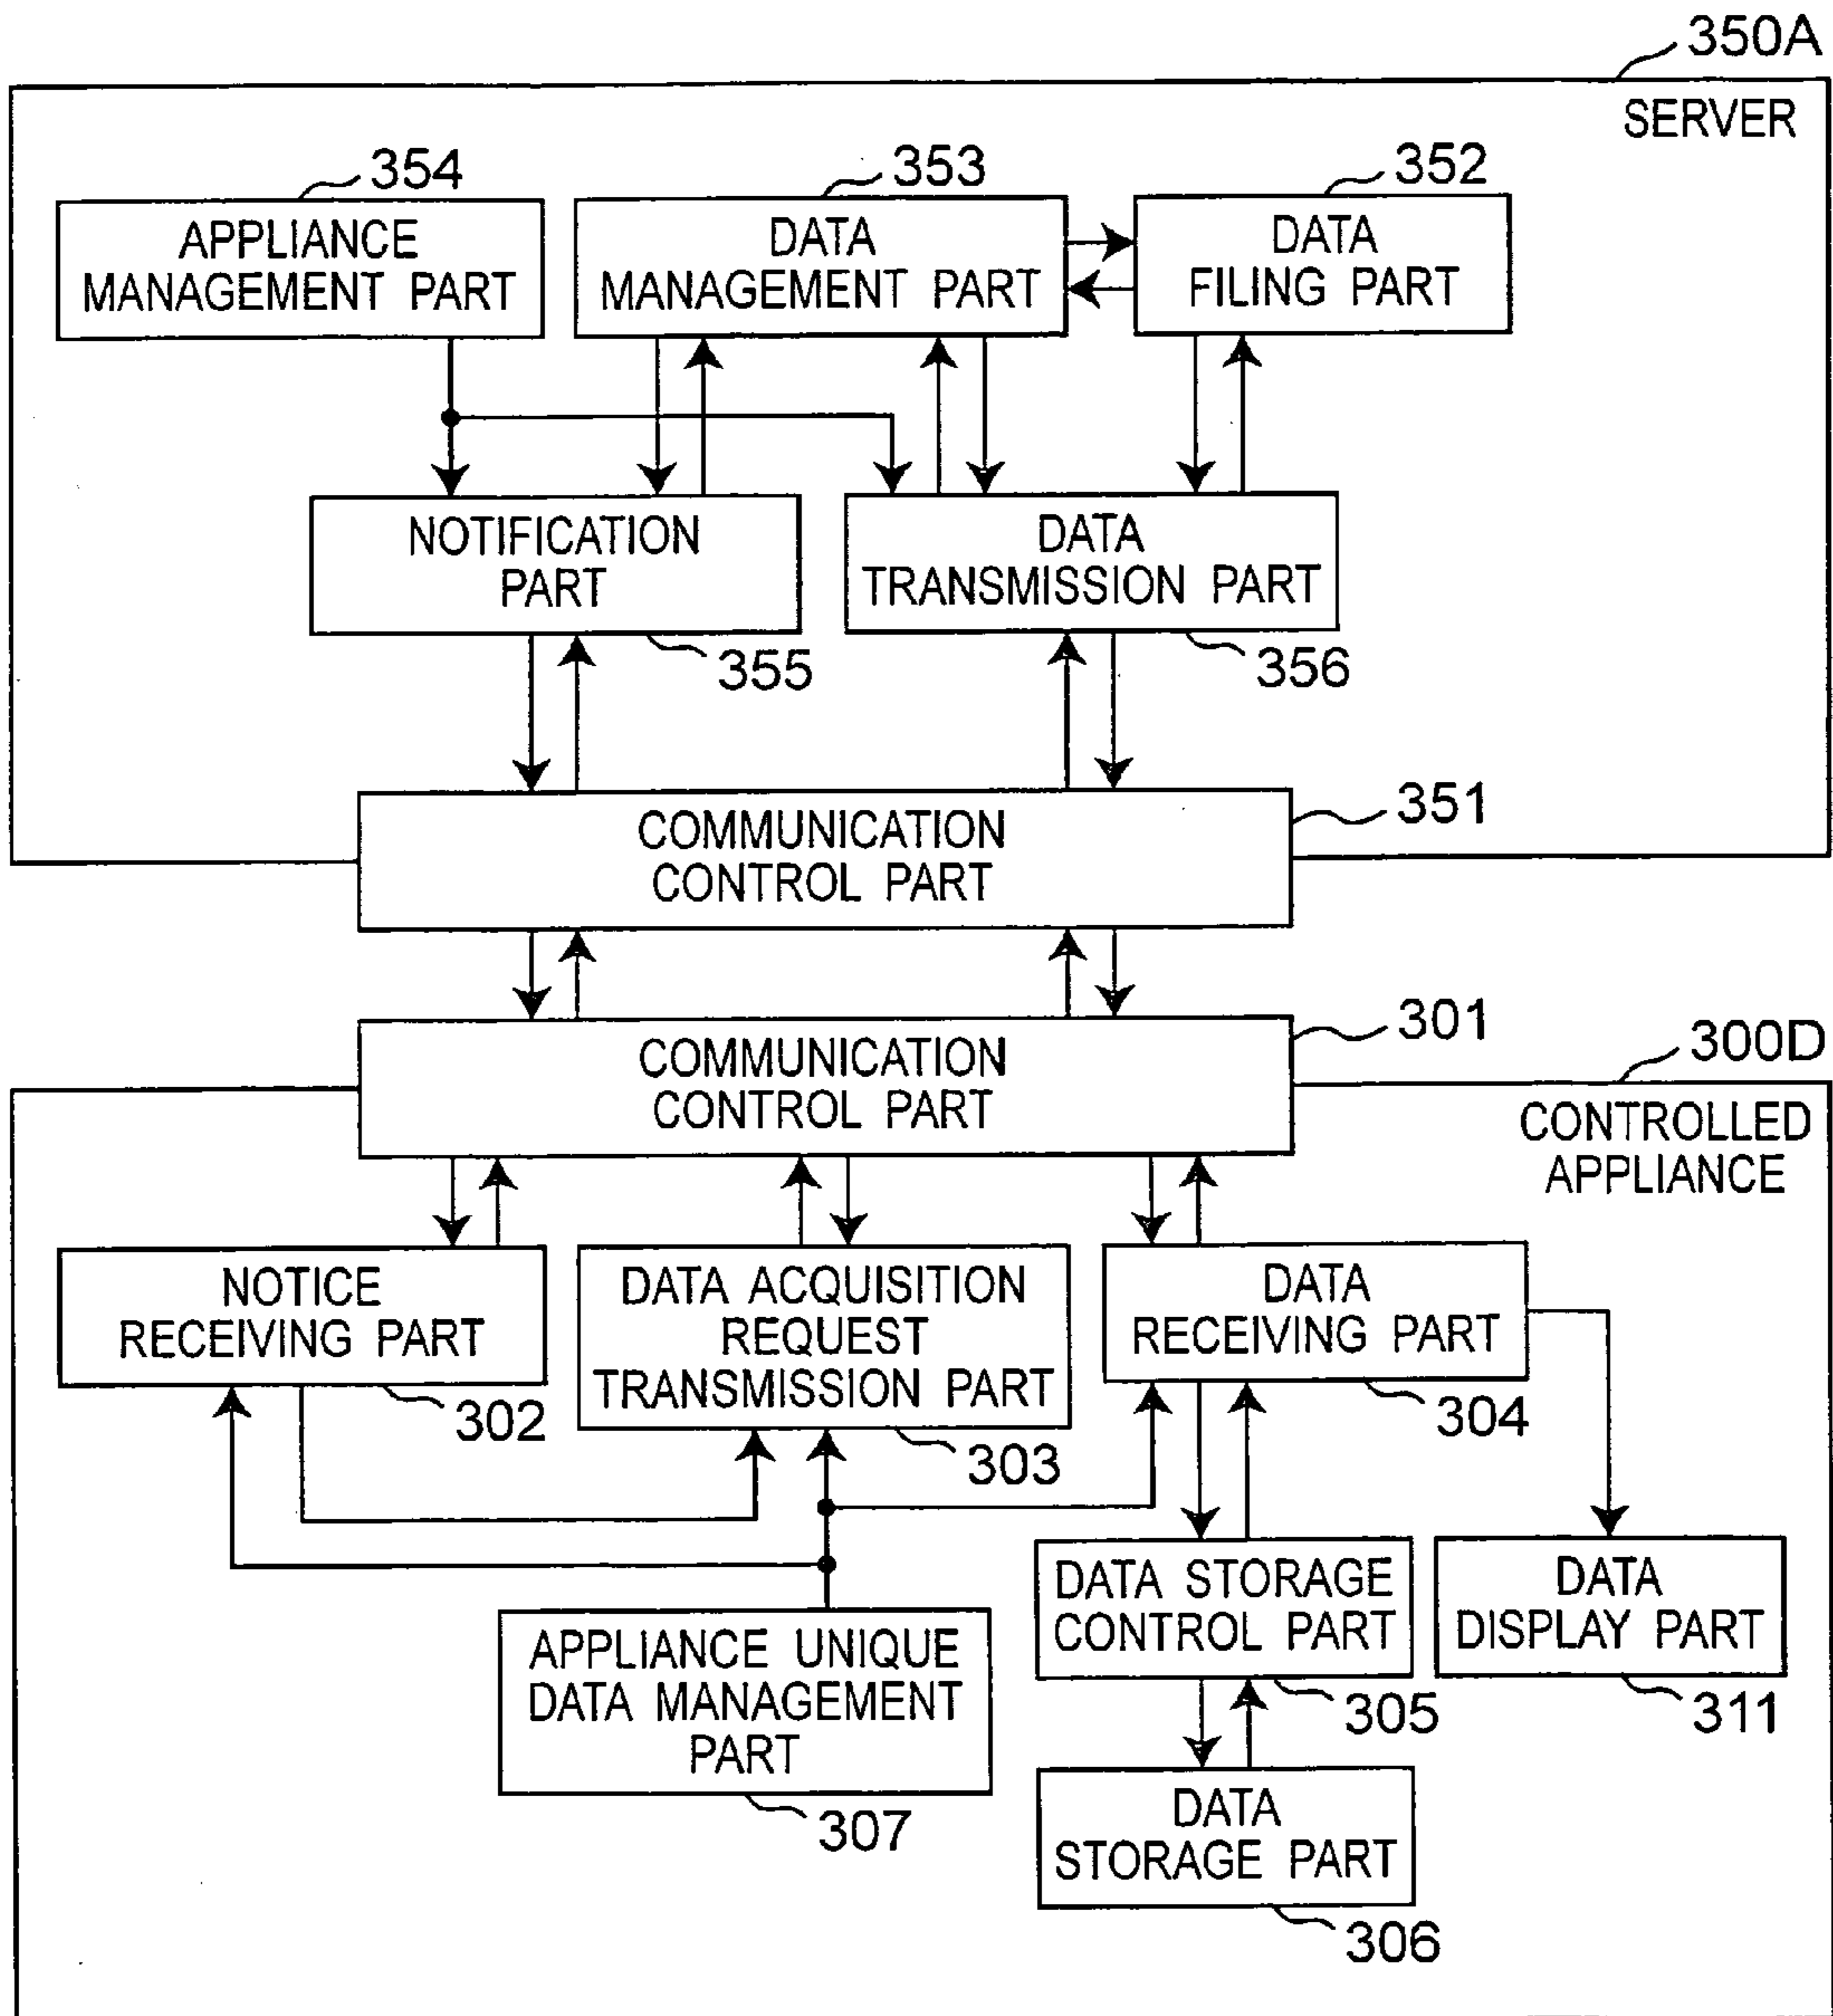 350A
SERVER
354
353
352
APPLIANCE
MANAGEMENT PART
DATA
MANAGEMENT PART
DATA
FILING PART
NOTIFICATION
PART
DATA
TRANSMISSION PART
355
356
351
COMMUNICATION
CONTROL PART
301
300D
COMMUNICATION
CONTROL PART
CONTROLLED
APPLIANCE
NOTICE
RECEIVING PART
DATA ACQUISITION
REQUEST
TRANSMISSION PART
DATA
RECEIVING PART
302
303
304
DATA STORAGE
CONTROL PART
DATA
DISPLAY PART
APPLIANCE UNIQUE
DATA MANAGEMENT
PART
305
311
307
DATA
STORAGE PART
306